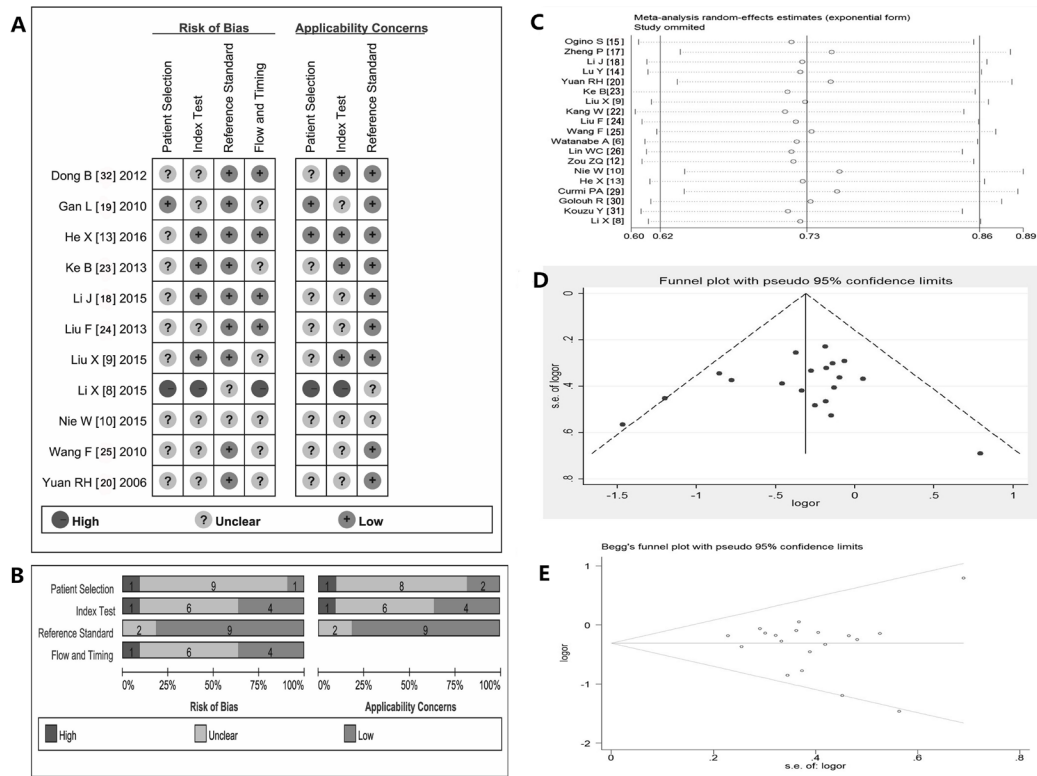 A
Risk of Bias
Applicability Concerns
Patient Selection
Index Test
Reference Standard
Flow and Timing
Patient Selection
Index Test
Reference Standard
Dong B [32] 2012 ? ? + + ? + +
Gan L [19] 2010 + ? + ? + ? +
He X [13] 2016 ? + + + + + +
Ke B [23] 2013 ? + + ? ? + +
Li J [18] 2015 ? + + + ? ? +
Liu F [24] 2013 ? ? + + ? ? +
Liu X [9] 2015 ? + + ? ? + +
Li X [8] 2015 – – ? – – – ?
Nie W [10] 2015 ? ? ? ? ? ? ?
Wang F [25] 2010 ? ? + ? ? ? +
Yuan RH [20] 2006 ? ? + ? ? ? +
– High ? Unclear + Low
B
Patient Selection 1 9 1 1 8 2
Index Test 1 6 4 1 6 4
Reference Standard 2 9 2 9
Flow and Timing 1 6 4
0% 25% 50% 75% 100% 0% 25% 50% 75% 100%
Risk of Bias Applicability Concerns
High Unclear Low
C
Meta-analysis random-effects estimates (exponential form)
Study ommited
Ogino S [15]
Zheng P [17]
Li J [18]
Lu Y [14]
Yuan RH [20]
Ke B[23]
Liu X [9]
Kang W [22]
Liu F [24]
Wang F [25]
Watanabe A [6]
Lin WC [26]
Zou ZQ [12]
Nie W [10]
He X [13]
Curmi PA [29]
Golouh R [30]
Kouzu Y [31]
Li X [8]
0.60 0.62 0.73 0.86 0.89
D
Funnel plot with pseudo 95% confidence limits
s.e. of logor
0
.2
.4
.6
.8
-1.5 -1 -.5 0 .5 1
logor
E
Begg's funnel plot with pseudo 95% confidence limits
logor
1
0
-1
-2
0 .2 .4 .6 .8
s.e. of: logor